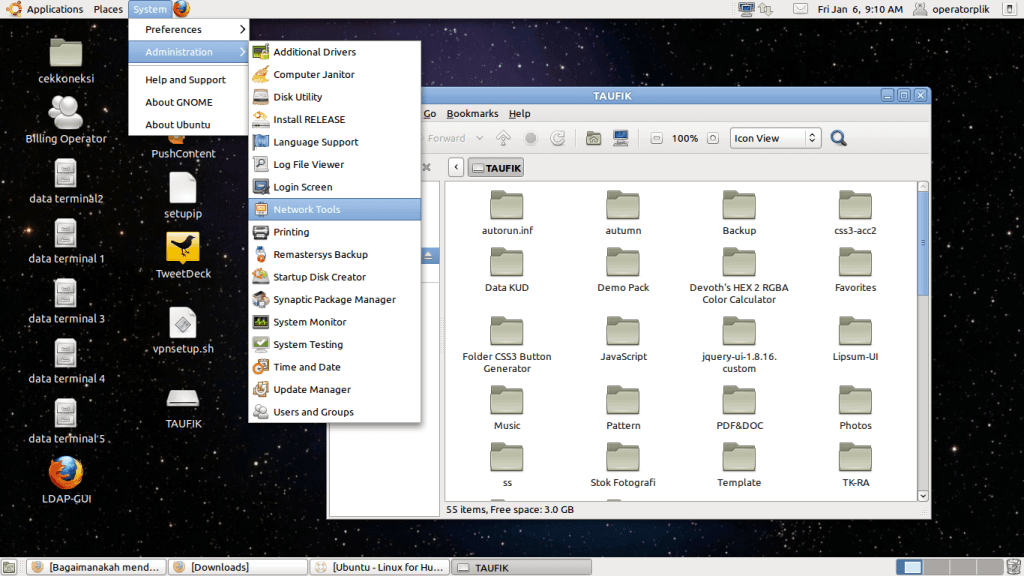 Applications Places System
Fri Jan 6, 9:10 AM operatorplik
Preferences
Administration
Help and Support
About GNOME
About Ubuntu
Additional Drivers
Computer Janitor
Disk Utility
Install RELEASE
Language Support
Log File Viewer
Login Screen
Network Tools
Printing
Remastersys Backup
Startup Disk Creator
Synaptic Package Manager
System Monitor
System Testing
Time and Date
Update Manager
Users and Groups
cekkoneksi
Billing Operator
data terminal2
data terminal 1
data terminal 3
data terminal 4
data terminal 5
LDAP-GUI
PushContent
setupip
TweetDeck
vpnsetup.sh
TAUFIK
TAUFIK
Go Bookmarks Help
Forward 100% Icon View
TAUFIK
autorun.inf autumn Backup css3-acc2
Data KUD Demo Pack Devoth's HEX 2 RGBA Favorites
Color Calculator
Folder CSS3 Button JavaScript jquery-ui-1.8.16. Lipsum-UI
Generator custom
Music Pattern PDF&DOC Photos
ss Stok Fotografi Template TK-RA
55 items, Free space: 3.0 GB
[Bagaimanakah mend... [Downloads] [Ubuntu - Linux for Hu... TAUFIK